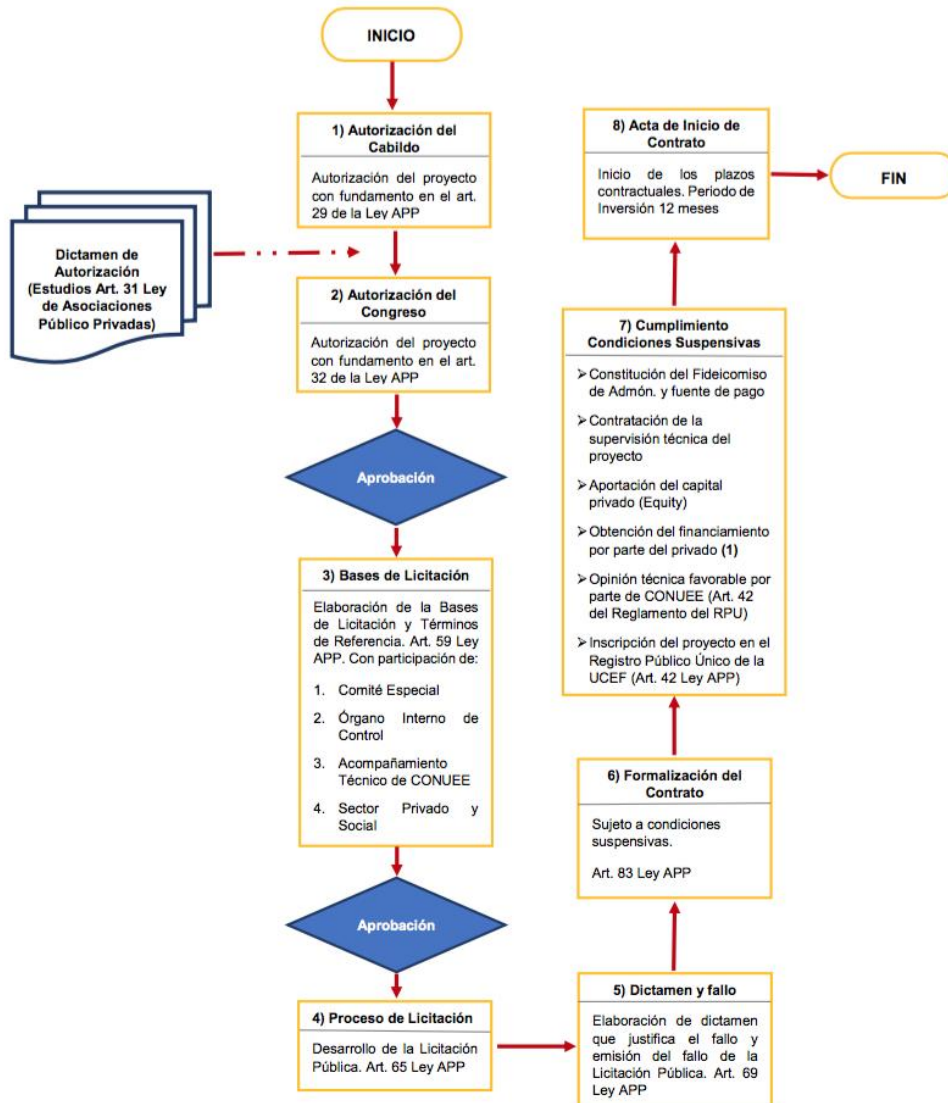 INICIO
1) Autorización del
Cabildo
Autorización del proyecto
con fundamento en el art.
29 de la Ley APP
Dictamen de
Autorización
(Estudios Art. 31 Ley
de Asociaciones
Público Privadas)
2) Autorización del
Congreso
Autorización del proyecto
con fundamento en el art.
32 de la Ley APP
Aprobación
3) Bases de Licitación
Elaboración de la Bases
de Licitación y Términos
de Referencia. Art. 59 Ley
APP. Con participación de:
1. Comité Especial
2. Órgano Interno de
Control
3. Acompañamiento
Técnico de CONUEE
4. Sector Privado y
Social
Aprobación
4) Proceso de Licitación
Desarrollo de la Licitación
Pública. Art. 65 Ley APP
5) Dictamen y fallo
Elaboración de dictamen
que justifica el fallo y
emisión del fallo de la
Licitación Pública. Art. 69
Ley APP
6) Formalización del
Contrato
Sujeto a condiciones
suspensivas.
Art. 83 Ley APP
7) Cumplimiento
Condiciones Suspensivas
➢Constitución del Fideicomiso
de Admón. y fuente de pago
➢Contratación de la
supervisión técnica del
proyecto
➢Aportación del capital
privado (Equity)
➢Obtención del financiamiento
por parte del privado (1)
➢Opinión técnica favorable por
parte de CONUEE (Art. 42
del Reglamento del RPU)
➢Inscripción del proyecto en el
Registro Público Único de la
UCEF (Art. 42 Ley APP)
8) Acta de Inicio de
Contrato
Inicio de los plazos
contractuales. Periodo de
Inversión 12 meses
FIN